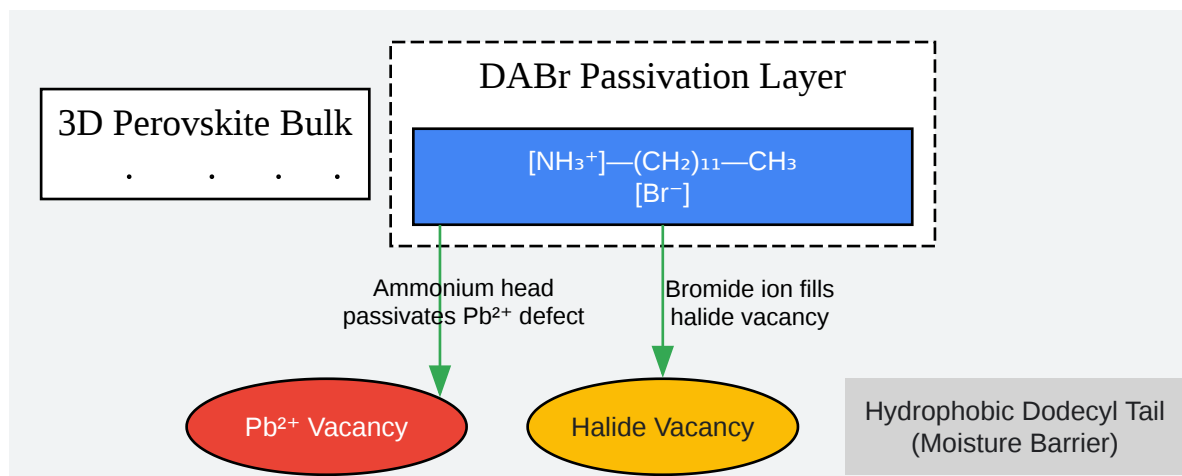 DABr Passivation Layer
3D Perovskite Bulk
. . . .
[NH₃⁺]—(CH₂)₁₁—CH₃
[Br⁻]
Ammonium head
passivates Pb²⁺ defect
Bromide ion fills
halide vacancy
Pb²⁺ Vacancy
Halide Vacancy
Hydrophobic Dodecyl Tail
(Moisture Barrier)